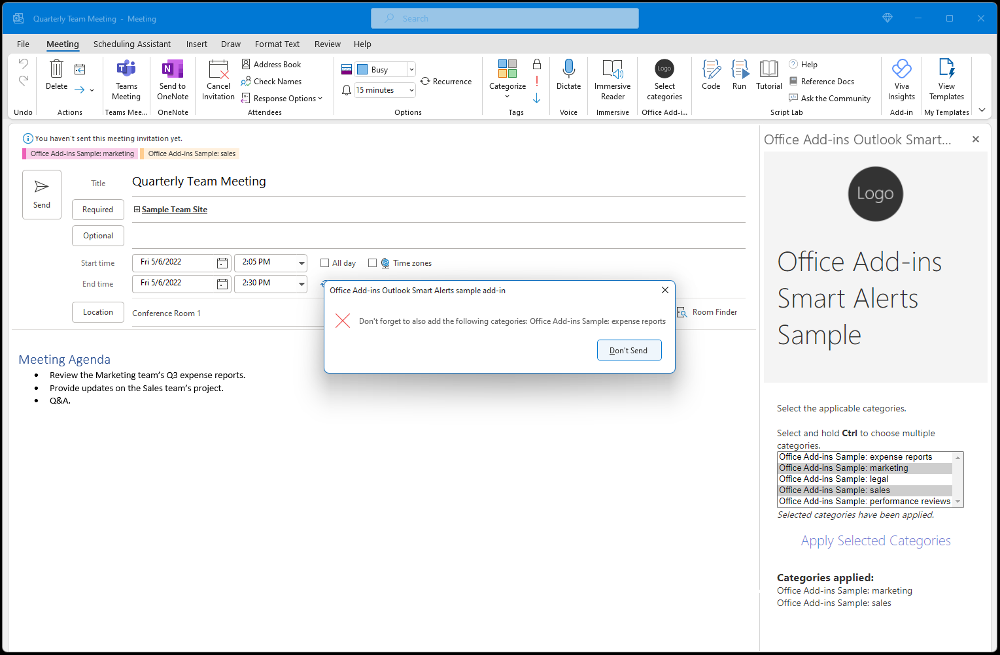 Quarterly Team Meeting - Meeting
Search
File Meeting Scheduling Assistant Insert Draw Format Text Review Help
Delete
Teams Meeting
Send to OneNote
Cancel Invitation
Address Book
Check Names
Response Options
Busy
15 minutes
Recurrence
Categorize
Dictate
Immersive Reader
Logo
Select categories
Code
Run
Tutorial
Help
Reference Docs
Ask the Community
Viva Insights
View Templates
Undo Actions Teams Mee... OneNote Attendees Options Tags Voice Immersive Office Add-i... Script Lab Add-in My Templates
You haven't sent this meeting invitation yet.
Office Add-ins Sample: marketing Office Add-ins Sample: sales
Send
Title Quarterly Team Meeting
Required Sample Team Site
Optional
Start time Fri 5/6/2022 2:05 PM All day Time zones
End time Fri 5/6/2022 2:30 PM
Location Conference Room 1 Room Finder
Office Add-ins Outlook Smart Alerts sample add-in
Don't forget to also add the following categories: Office Add-ins Sample: expense reports
Don't Send
Meeting Agenda
• Review the Marketing team’s Q3 expense reports.
• Provide updates on the Sales team’s project.
• Q&A.
Office Add-ins Outlook Smart...
Logo
Office Add-ins
Smart Alerts
Sample
Select the applicable categories.
Select and hold Ctrl to choose multiple
categories.
Office Add-ins Sample: expense reports
Office Add-ins Sample: marketing
Office Add-ins Sample: legal
Office Add-ins Sample: sales
Office Add-ins Sample: performance reviews
Selected categories have been applied.
Apply Selected Categories
Categories applied:
Office Add-ins Sample: marketing
Office Add-ins Sample: sales